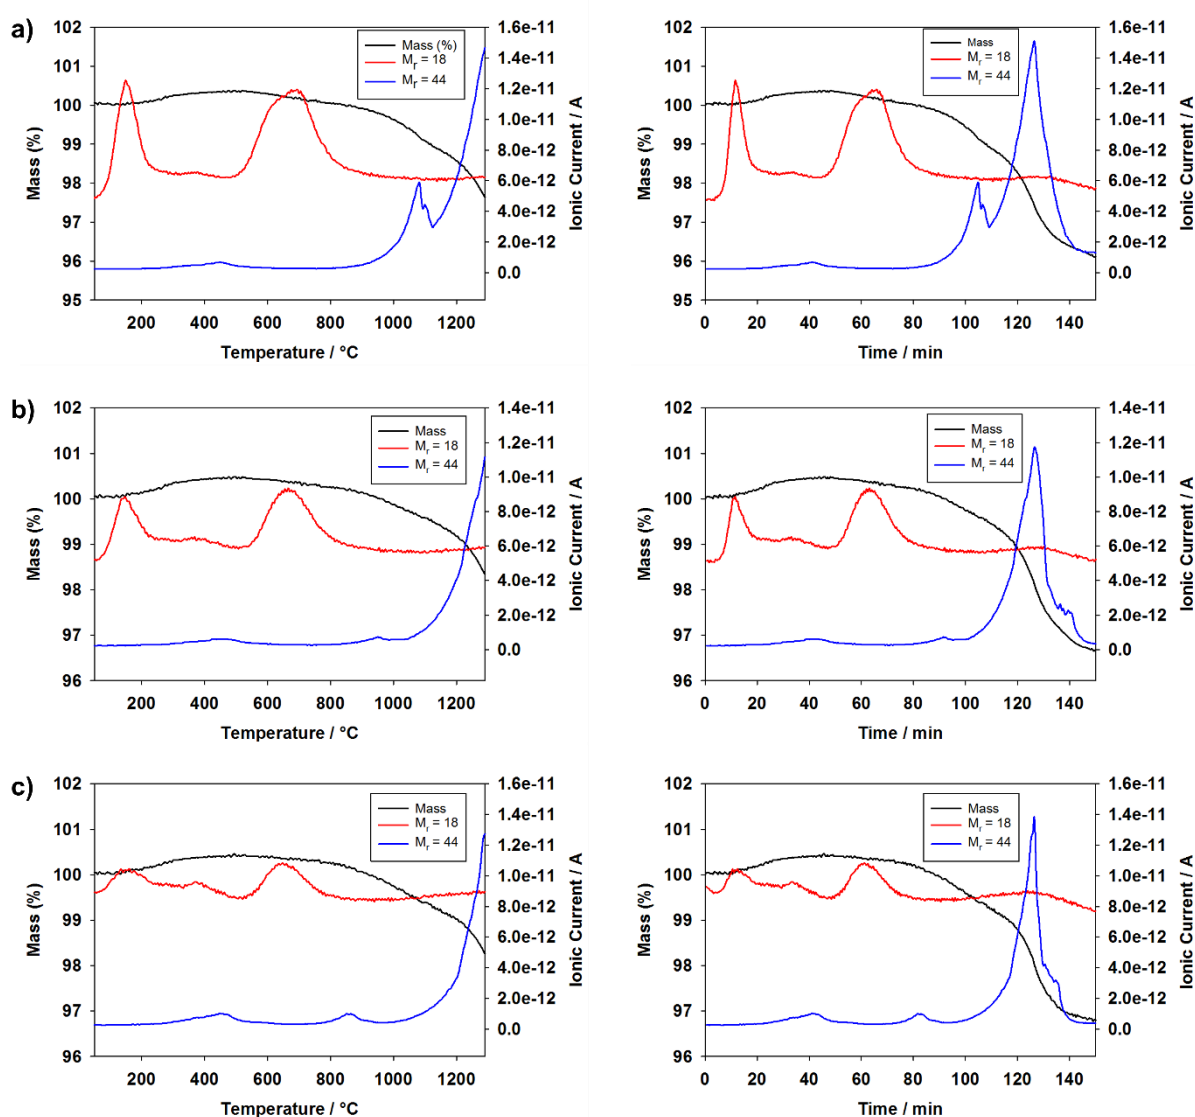 a)
102
101
100
99
98
97
96
95
Mass (%)
1.6e-11
1.4e-11
1.2e-11
1.0e-11
8.0e-12
6.0e-12
4.0e-12
2.0e-12
0.0
Ionic Current / A
Mass (%)
Mr = 18
Mr = 44
200 400 600 800 1000 1200
Temperature / °C
102
101
100
99
98
97
96
95
Mass (%)
1.6e-11
1.4e-11
1.2e-11
1.0e-11
8.0e-12
6.0e-12
4.0e-12
2.0e-12
0.0
Ionic Current / A
Mass
Mr = 18
Mr = 44
0 20 40 60 80 100 120 140
Time / min
b)
102
101
100
99
98
97
96
Mass (%)
1.4e-11
1.2e-11
1.0e-11
8.0e-12
6.0e-12
4.0e-12
2.0e-12
0.0
Ionic Current / A
Mass
Mr = 18
Mr = 44
200 400 600 800 1000 1200
Temperature / °C
102
101
100
99
98
97
96
Mass (%)
1.4e-11
1.2e-11
1.0e-11
8.0e-12
6.0e-12
4.0e-12
2.0e-12
0.0
Ionic Current / A
Mass
Mr = 18
Mr = 44
0 20 40 60 80 100 120 140
Time / min
c)
102
101
100
99
98
97
96
Mass (%)
1.6e-11
1.4e-11
1.2e-11
1.0e-11
8.0e-12
6.0e-12
4.0e-12
2.0e-12
0.0
Ionic Current / A
Mass
Mr = 18
Mr = 44
200 400 600 800 1000 1200
Temperature / °C
102
101
100
99
98
97
96
Mass (%)
1.6e-11
1.4e-11
1.2e-11
1.0e-11
8.0e-12
6.0e-12
4.0e-12
2.0e-12
0.0
Ionic Current / A
Mass
Mr = 18
Mr = 44
0 20 40 60 80 100 120 140
Time / min